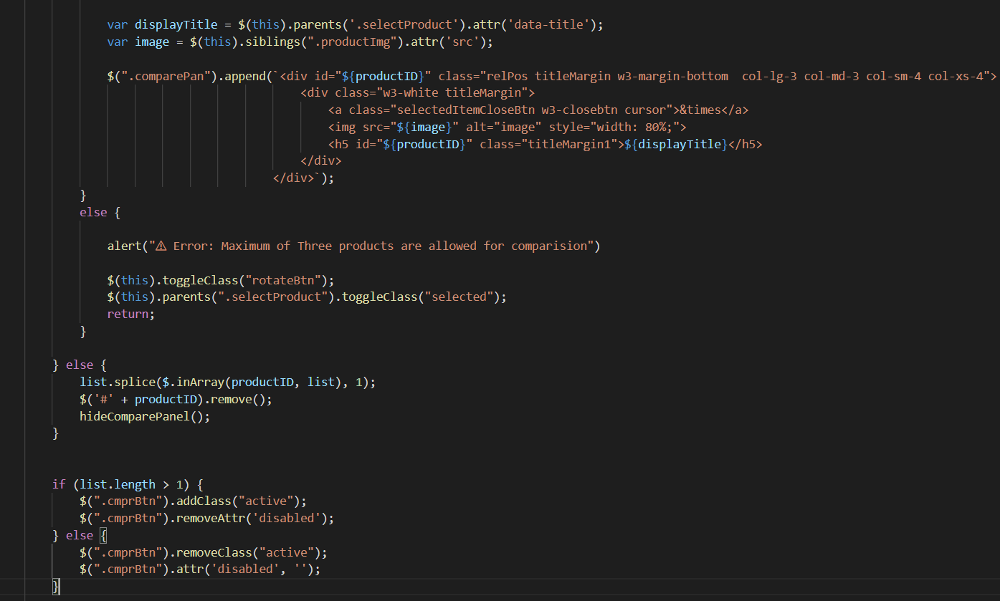 var displayTitle = $(this).parents('.selectProduct').attr('data-title');
var image = $(this).siblings(".productImg").attr('src');
$(".comparePan").append(`<div id="${productID}" class="relPos titleMargin w3-margin-bottom  col-lg-3 col-md-3 col-sm-4 col-xs-4">
<div class="w3-white titleMargin">
<a class="selectedItemCloseBtn w3-closebtn cursor">&times</a>
<img src="${image}" alt="image" style="width: 80%;">
<h5 id="${productID}" class="titleMargin1">${displayTitle}</h5>
</div>
</div>`);
}
else {
alert("⚠ Error: Maximum of Three products are allowed for comparision")
$(this).toggleClass("rotateBtn");
$(this).parents(".selectProduct").toggleClass("selected");
return;
}
} else {
list.splice($.inArray(productID, list), 1);
$('#' + productID).remove();
hideComparePanel();
}
if (list.length > 1) {
$(".cmprBtn").addClass("active");
$(".cmprBtn").removeAttr('disabled');
} else {
$(".cmprBtn").removeClass("active");
$(".cmprBtn").attr('disabled', '');
}